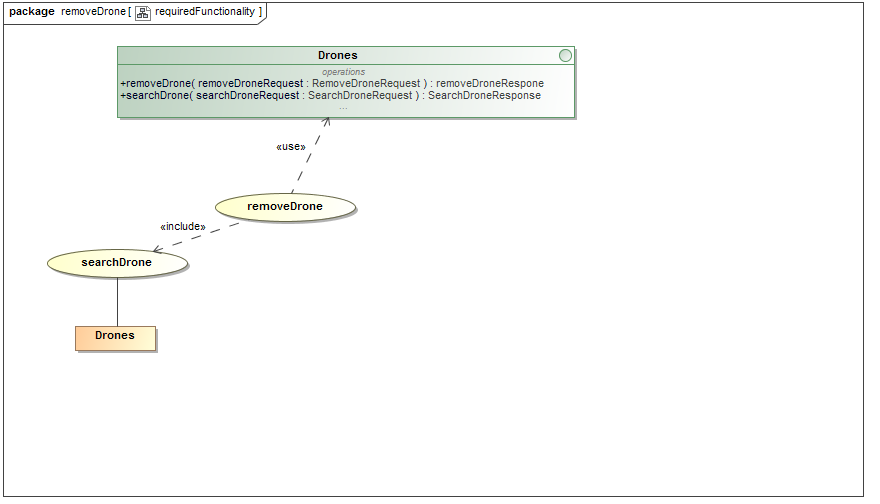 package removeDrone [ requiredFunctionality ]
Drones
operations
+removeDrone( removeDroneRequest : RemoveDroneRequest ) : removeDroneRespone
+searchDrone( searchDroneRequest : SearchDroneRequest ) : SearchDroneResponse
...
«use»
removeDrone
«include»
searchDrone
Drones